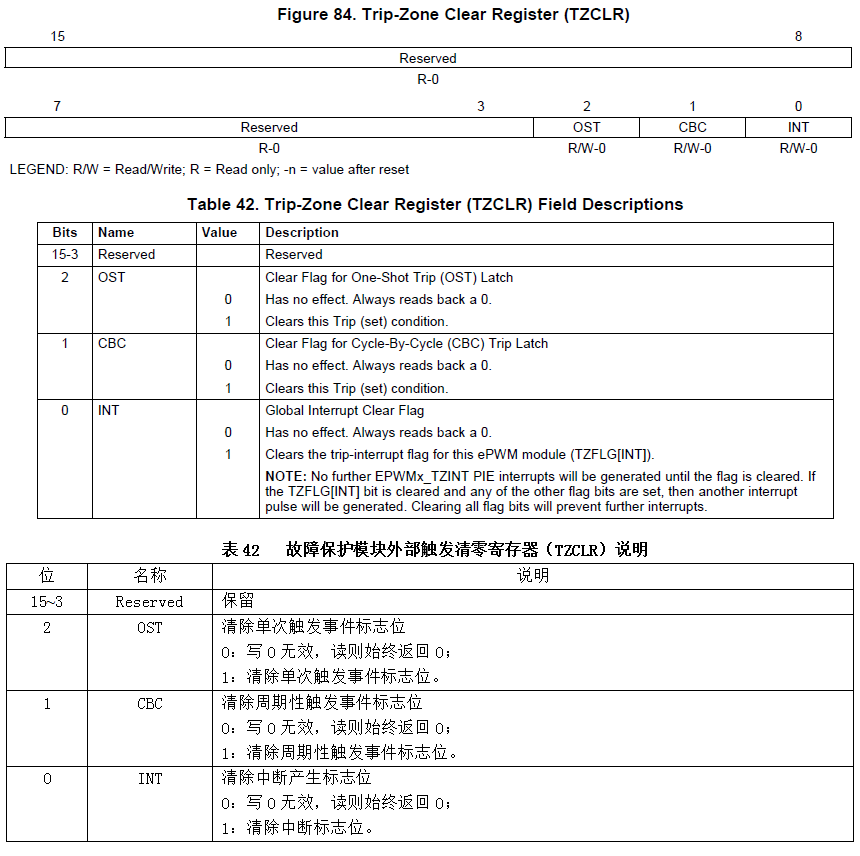 Figure 84. Trip-Zone Clear Register (TZCLR)
15 8
Reserved
R-0
7 3 2 1 0
Reserved OST CBC INT
R-0 R/W-0 R/W-0 R/W-0
LEGEND: R/W = Read/Write; R = Read only; -n = value after reset
Table 42. Trip-Zone Clear Register (TZCLR) Field Descriptions
Bits Name Value Description
15-3 Reserved Reserved
2 OST Clear Flag for One-Shot Trip (OST) Latch
0 Has no effect. Always reads back a 0.
1 Clears this Trip (set) condition.
1 CBC Clear Flag for Cycle-By-Cycle (CBC) Trip Latch
0 Has no effect. Always reads back a 0.
1 Clears this Trip (set) condition.
0 INT Global Interrupt Clear Flag
0 Has no effect. Always reads back a 0.
1 Clears the trip-interrupt flag for this ePWM module (TZFLG[INT]).
NOTE: No further EPWMx_TZINT PIE interrupts will be generated until the flag is cleared. If
the TZFLG[INT] bit is cleared and any of the other flag bits are set, then another interrupt
pulse will be generated. Clearing all flag bits will prevent further interrupts.
表 42 故障保护模块外部触发清零寄存器（TZCLR）说明
位 名称 说明
15~3 Reserved 保留
2 OST 清除单次触发事件标志位
0：写 0 无效，读则始终返回 0；
1：清除单次触发事件标志位。
1 CBC 清除周期性触发事件标志位
0：写 0 无效，读则始终返回 0；
1：清除周期性触发事件标志位。
0 INT 清除中断产生标志位
0：写 0 无效，读则始终返回 0；
1：清除中断标志位。